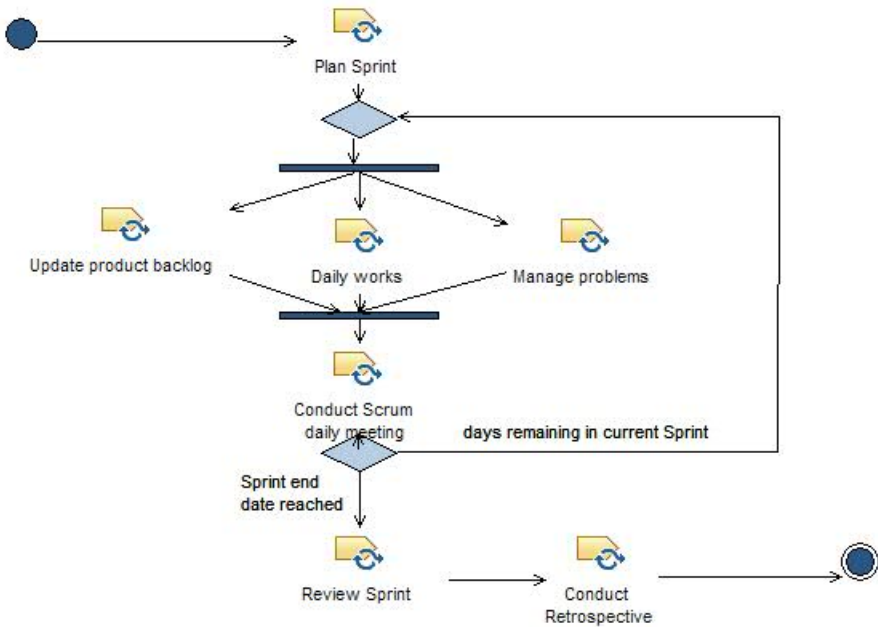 Plan Sprint
Update product backlog
Daily works
Manage problems
Conduct Scrum
daily meeting
days remaining in current Sprint
Sprint end
date reached
Review Sprint
Conduct
Retrospective